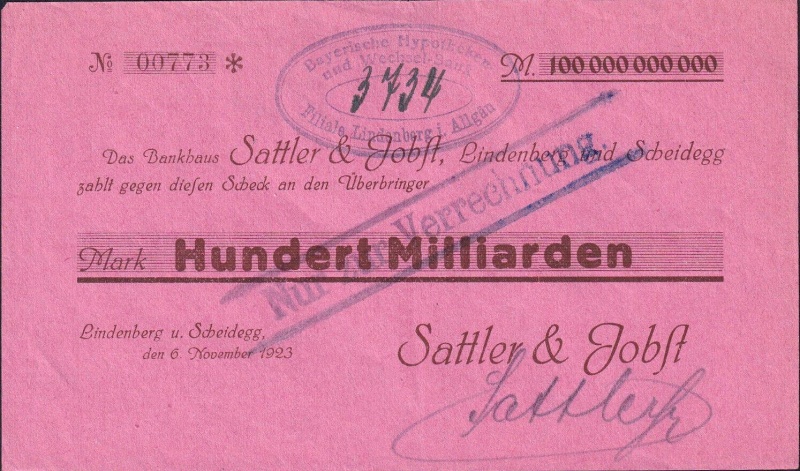 № 00773 *
Bayerische Hypotheken
und Wechsel-Bank
3734
Filiale Lindenberg i. Allgäu
M. 100 000 000 000
Das Bankhaus Sattler & Jobſt, Lindenberg und Scheidegg
zahlt gegen dieſen Scheck an den Überbringer
Nur zur Verrechnung.
Mark Hundert Milliarden
Lindenberg u. Scheidegg,
den 6. November 1923
Sattler & Jobſt